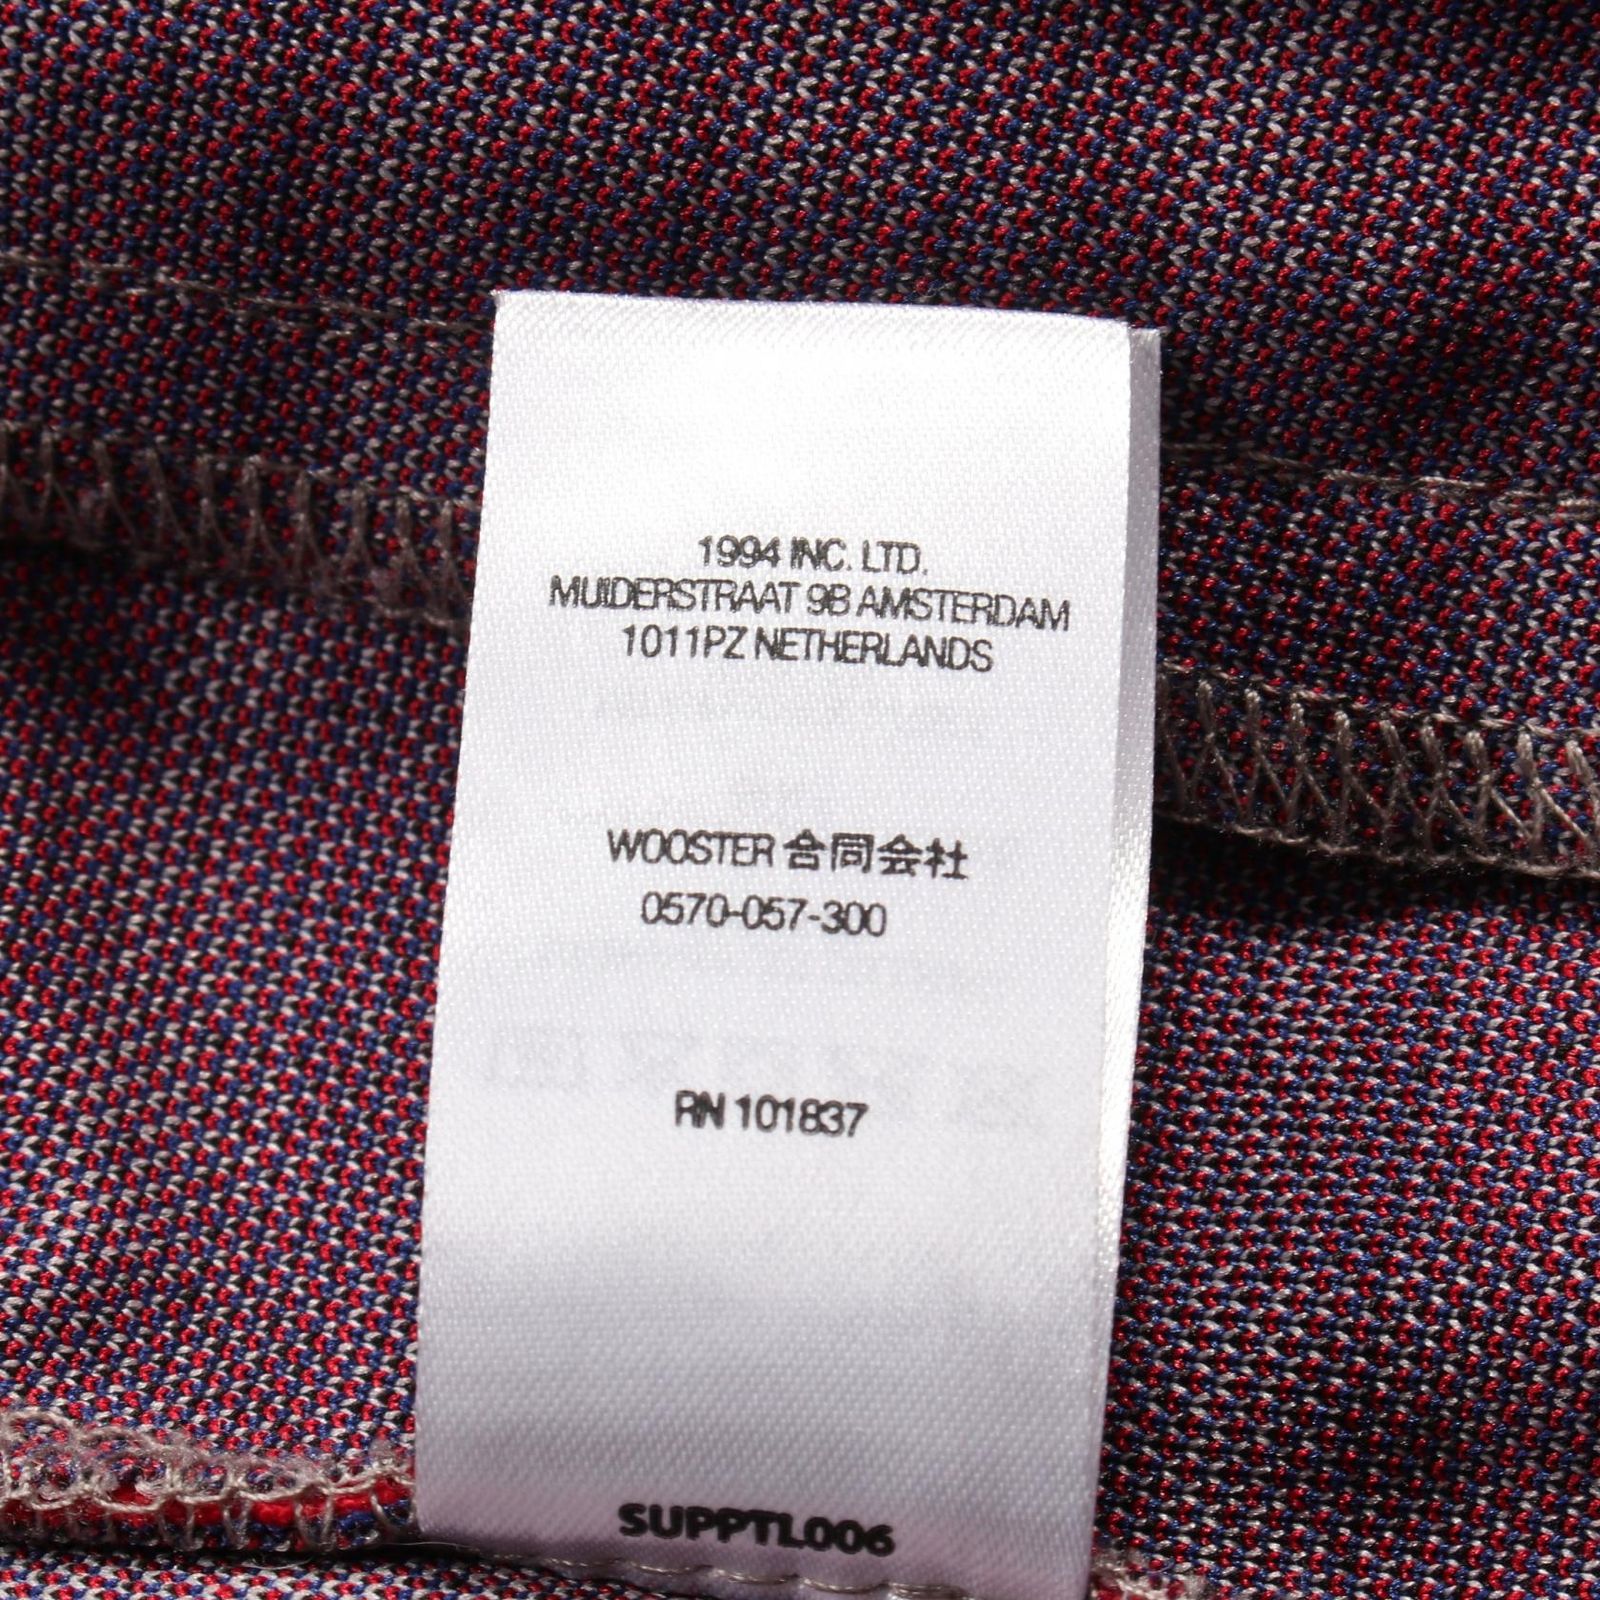 1994 INC. LTD.
MUIDERSTRAAT 9B AMSTERDAM
1011PZ NETHERLANDS
WOOSTER 合同会社
0570-057-300
RN 101837
SUPPTL006